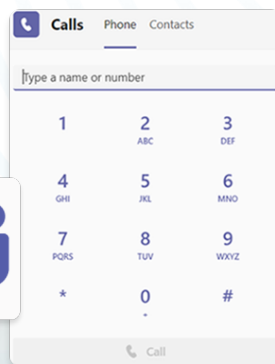 Calls Phone Contacts
Type a name or number
1 2 3
ABC DEF
4 5 6
GHI JKL MNO
7 8 9
PQRS TUV WXYZ
* 0 #
Call